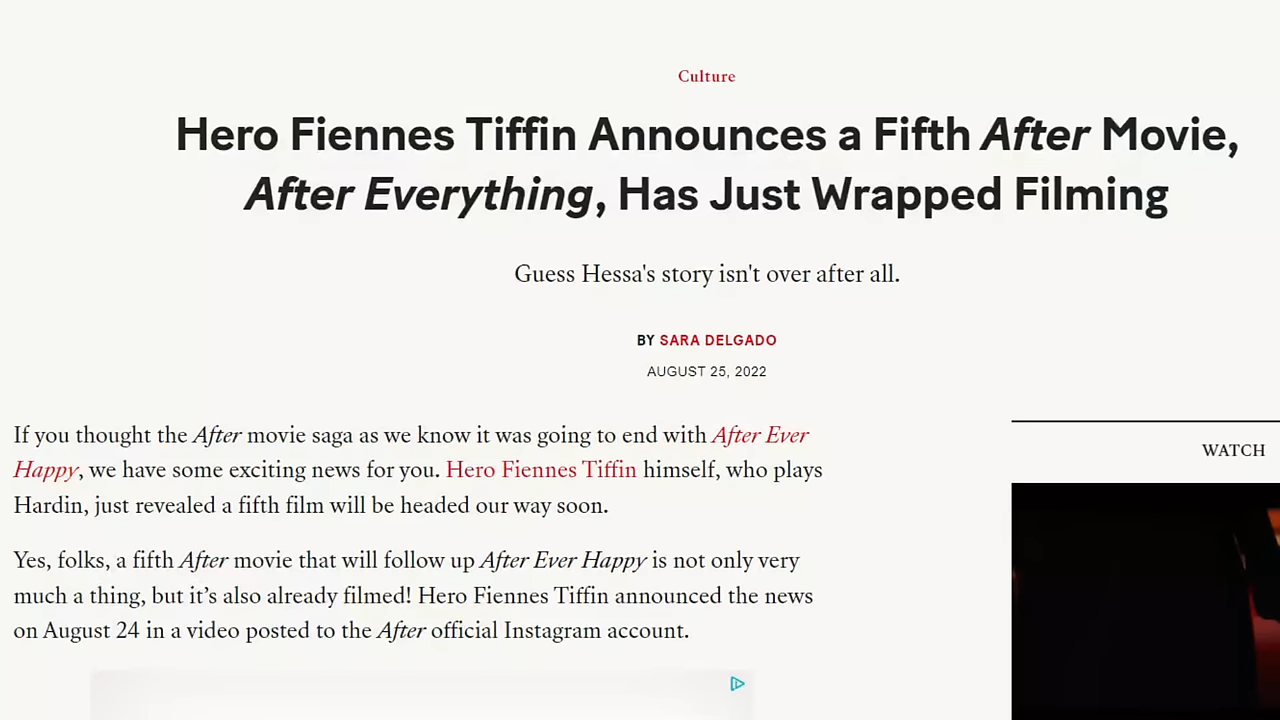 Culture
Hero Fiennes Tiffin Announces a Fifth After Movie,
After Everything, Has Just Wrapped Filming
Guess Hessa's story isn't over after all.
BY SARA DELGADO
AUGUST 25, 2022
If you thought the After movie saga as we know it was going to end with After Ever
Happy, we have some exciting news for you. Hero Fiennes Tiffin himself, who plays
Hardin, just revealed a fifth film will be headed our way soon.
Yes, folks, a fifth After movie that will follow up After Ever Happy is not only very
much a thing, but it’s also already filmed! Hero Fiennes Tiffin announced the news
on August 24 in a video posted to the After official Instagram account.
WATCH